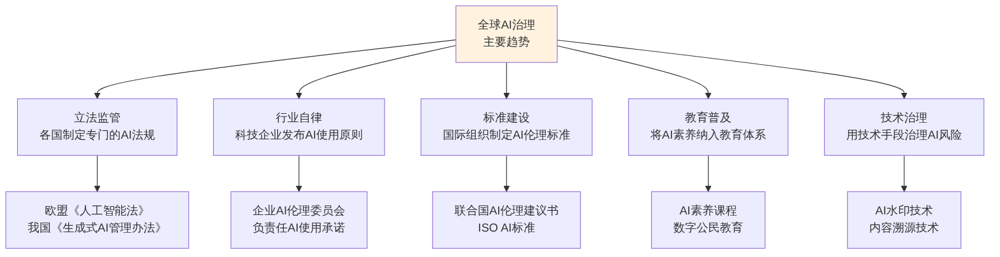 全球AI治理
主要趋势
立法监管
各国制定专门的AI法规
行业自律
科技企业发布AI使用原则
标准建设
国际组织制定AI伦理标准
教育普及
将AI素养纳入教育体系
技术治理
用技术手段治理AI风险
欧盟《人工智能法》
我国《生成式AI管理办法》
企业AI伦理委员会
负责任AI使用承诺
联合国AI伦理建议书
ISO AI标准
AI素养课程
数字公民教育
AI水印技术
内容溯源技术